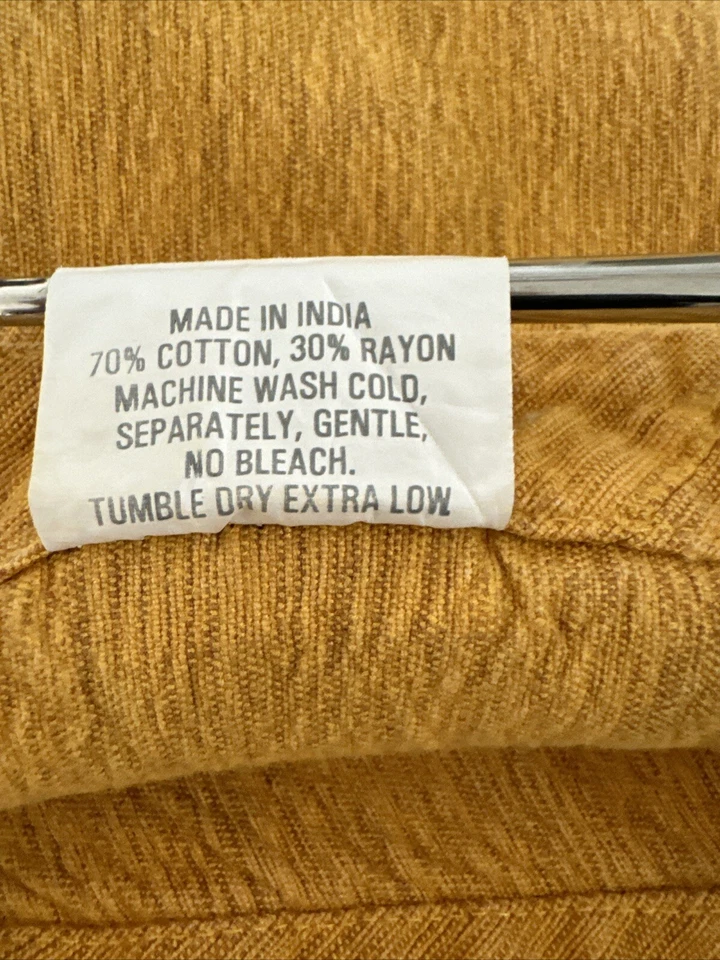 MADE IN INDIA
70% COTTON, 30% RAYON
MACHINE WASH COLD,
SEPARATELY, GENTLE,
NO BLEACH.
TUMBLE DRY EXTRA LOW